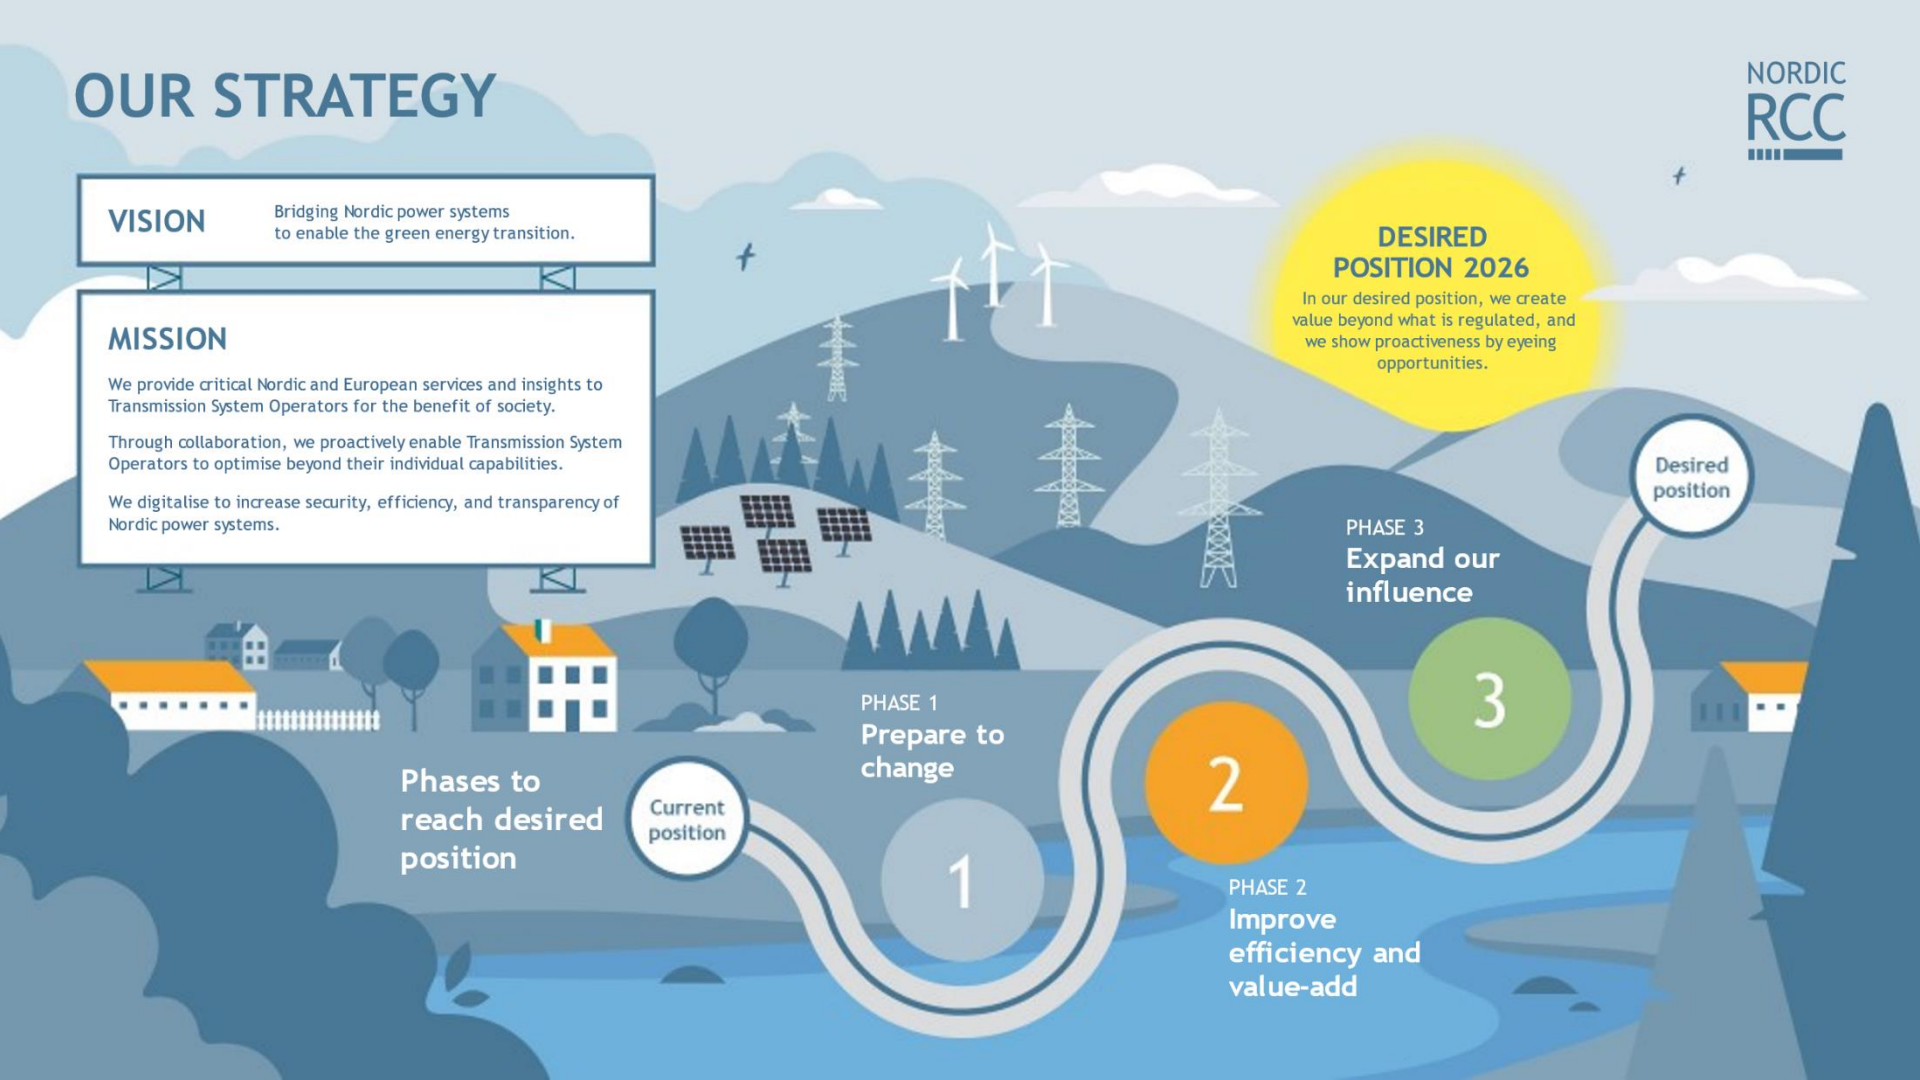 OUR STRATEGY
NORDIC
RCC
VISION
Bridging Nordic power systems
to enable the green energy transition.
MISSION
We provide critical Nordic and European services and insights to
Transmission System Operators for the benefit of society.
Through collaboration, we proactively enable Transmission System
Operators to optimise beyond their individual capabilities.
We digitalise to increase security, efficiency, and transparency of
Nordic power systems.
DESIRED
POSITION 2026
In our desired position, we create
value beyond what is regulated, and
we show proactiveness by eyeing
opportunities.
Phases to
reach desired
position
Current
position
PHASE 1
Prepare to
change
1
2
PHASE 2
Improve
efficiency and
value-add
PHASE 3
Expand our
influence
3
Desired
position